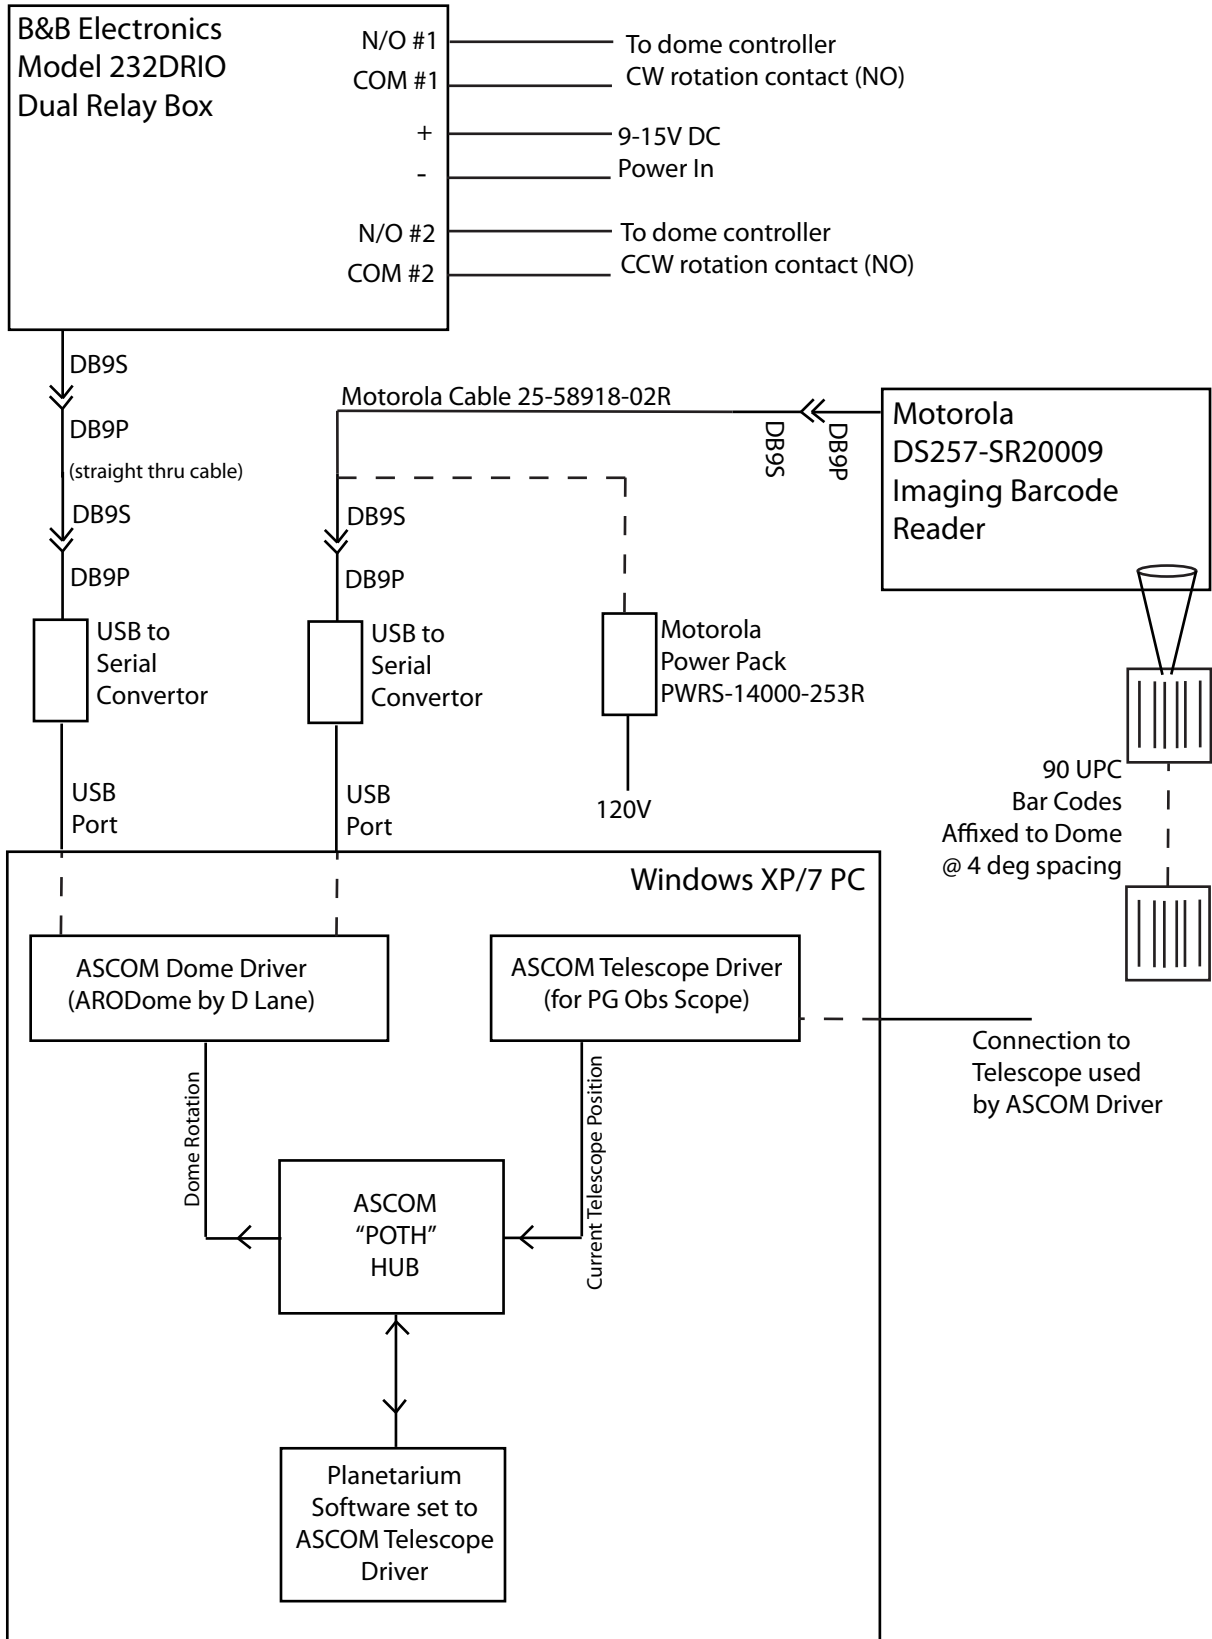 B&B Electronics
Model 232DRIO
Dual Relay Box
N/O #1
COM #1
+
-
N/O #2
COM #2
To dome controller
CW rotation contact (NO)
9-15V DC
Power In
To dome controller
CCW rotation contact (NO)
DB9S
DB9P
(straight thru cable)
DB9S
DB9P
USB to
Serial
Convertor
USB
Port
Motorola Cable 25-58918-02R
DB9S
DB9P
DB9S
DB9P
USB to
Serial
Convertor
USB
Port
Motorola
Power Pack
PWRS-14000-253R
120V
Motorola
DS257-SR20009
Imaging Barcode
Reader
90 UPC
Bar Codes
Affixed to Dome
@ 4 deg spacing
Windows XP/7 PC
ASCOM Dome Driver
(ARODome by D Lane)
ASCOM Telescope Driver
(for PG Obs Scope)
Connection to
Telescope used
by ASCOM Driver
Dome Rotation
Current Telescope Position
ASCOM
“POTH”
HUB
Planetarium
Software set to
ASCOM Telescope
Driver